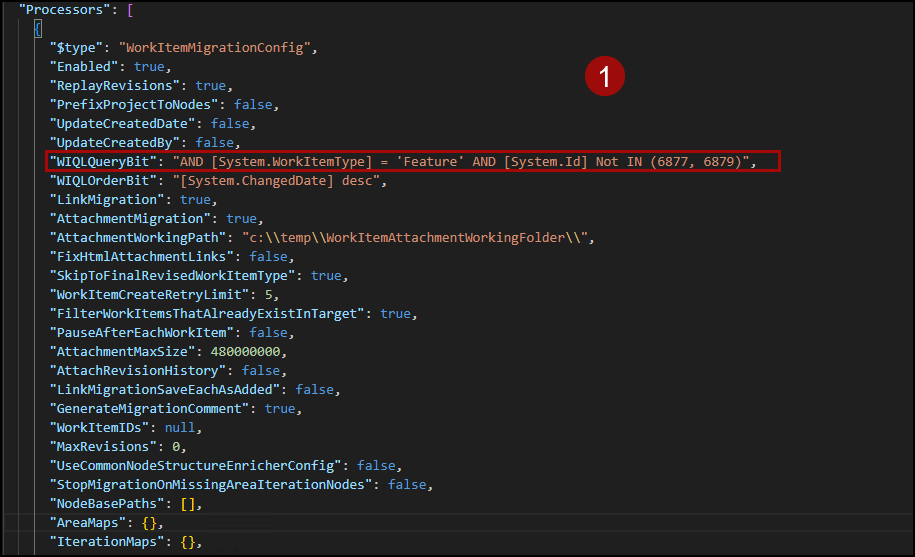 "Processors": [
{
"$type": "WorkItemMigrationConfig",
"Enabled": true,
1
"ReplayRevisions": true,
"PrefixProjectToNodes": false,
"UpdateCreatedDate": false,
"UpdateCreatedBy": false,
"WIQLQueryBit": "AND [System.WorkItemType] = 'Feature' AND [System.Id] Not IN (6877, 6879)",
"WIQLOrderBit": "[System.ChangedDate] desc",
"LinkMigration": true,
"AttachmentMigration": true,
"AttachmentWorkingPath": "c:\\temp\\WorkItemAttachmentWorkingFolder\\",
"FixHtmlAttachmentLinks": false,
"SkipToFinalRevisedWorkItemType": true,
"WorkItemCreateRetryLimit": 5,
"FilterWorkItemsThatAlreadyExistInTarget": true,
"PauseAfterEachWorkItem": false,
"AttachmentMaxSize": 480000000,
"AttachRevisionHistory": false,
"LinkMigrationSaveEachAsAdded": false,
"GenerateMigrationComment": true,
"WorkItemIDs": null,
"MaxRevisions": 0,
"UseCommonNodeStructureEnricherConfig": false,
"StopMigrationOnMissingAreaIterationNodes": false,
"NodeBasePaths": [],
"AreaMaps": {},
"IterationMaps": {},